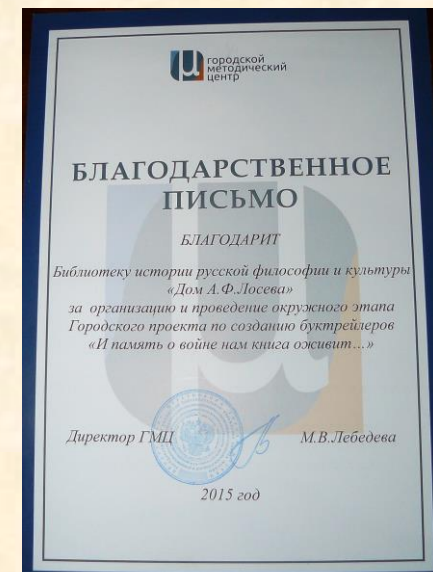 городской
методический
центр
БЛАГОДАРСТВЕННОЕ
ПИСЬМО
БЛАГОДАРИТ
Библиотеку истории русской философии и культуры
«Дом А.Ф.Лосева»
за организацию и проведение окружного этапа
Городского проекта по созданию буктрейлеров
«И память о войне нам книга оживит...»
Директор ГМЦ М.В.Лебедева
2015 год